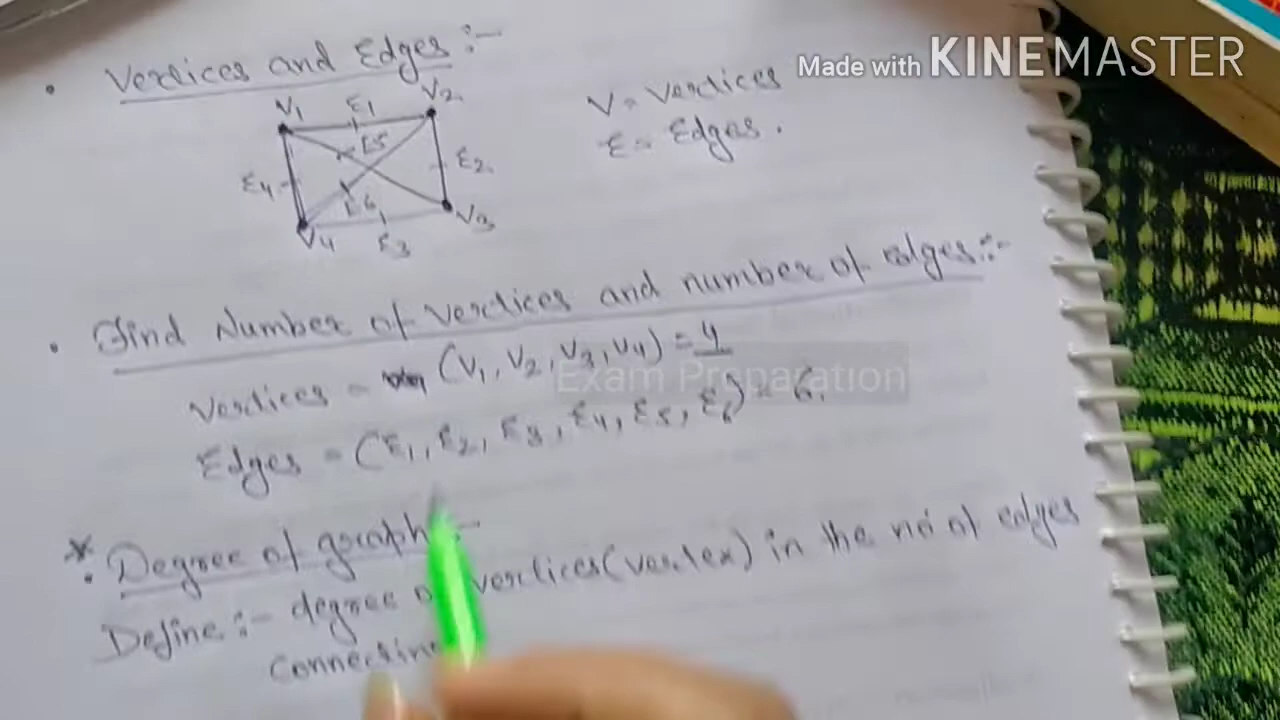 Made with KINEMASTER
• Vertices and Edges :-
V1 E1 V2
E5
E4 E2
E6
V4 E3 V3
V = Vertices
E = Edges.
• Find Number of vertices and number of edges :-
Vertices = (V1, V2, V3, V4) = 4
Exam Preparation
Edges = (E1, E2, E3, E4, E5, E6) = 6.
* Degree of graph :-
Define :- degree vertices (vertex) in the no of edges